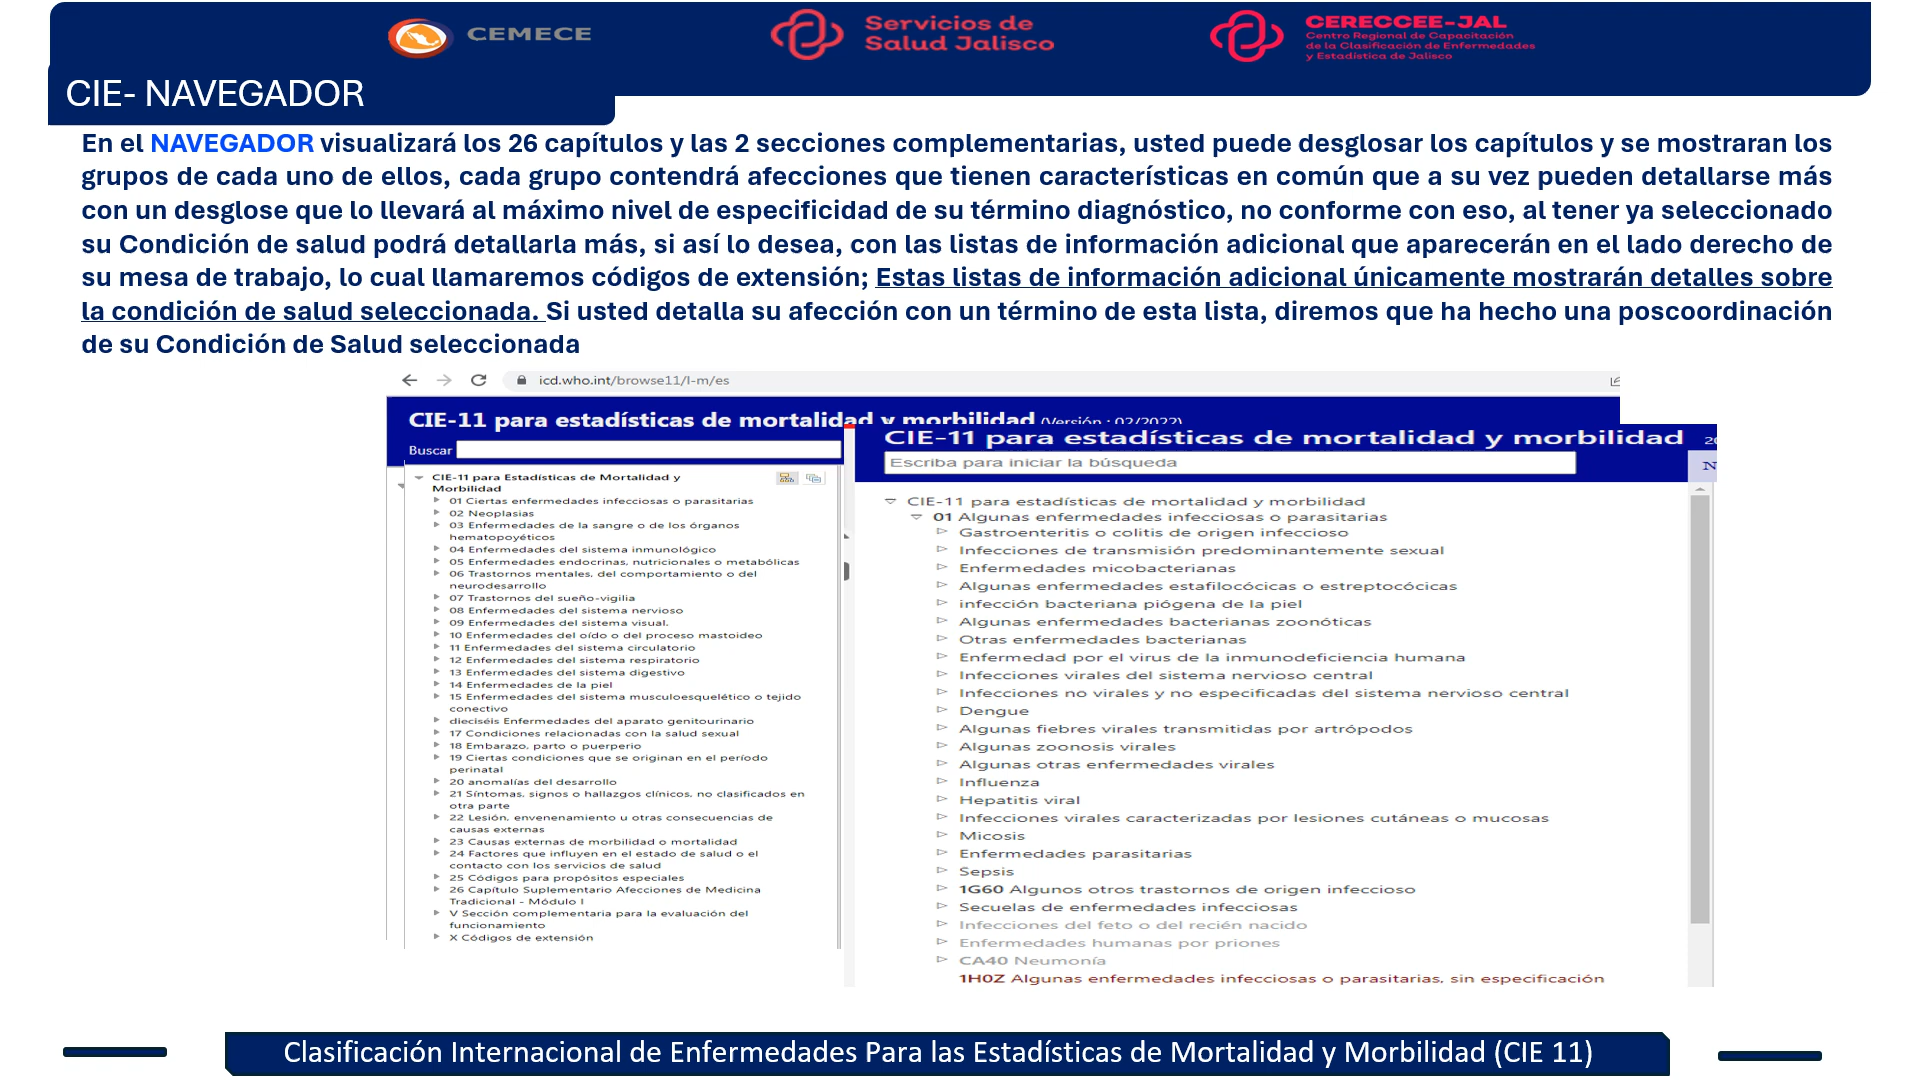 CEMECE
Servicios de
Salud Jalisco
CERECCEE-JAL
Centro Regional de Capacitación
de la Clasificación de Enfermedades
y Estadística de Jalisco
CIE- NAVEGADOR
En el NAVEGADOR visualizará los 26 capítulos y las 2 secciones complementarias, usted puede desglosar los capítulos y se mostraran los
grupos de cada uno de ellos, cada grupo contendrá afecciones que tienen características en común que a su vez pueden detallarse más
con un desglose que lo llevará al máximo nivel de especificidad de su término diagnóstico, no conforme con eso, al tener ya seleccionado
su Condición de salud podrá detallarla más, si así lo desea, con las listas de información adicional que aparecerán en el lado derecho de
su mesa de trabajo, lo cual llamaremos códigos de extensión; Estas listas de información adicional únicamente mostrarán detalles sobre
la condición de salud seleccionada. Si usted detalla su afección con un término de esta lista, diremos que ha hecho una poscoordinación
de su Condición de Salud seleccionada
icd.who.int/browse11/l-m/es
CIE-11 para estadísticas de mortalidad y morbilidad (Versión : 02/2022)
Buscar
CIE-11 para Estadísticas de Mortalidad y
Morbilidad
01 Ciertas enfermedades infecciosas o parasitarias
02 Neoplasias
03 Enfermedades de la sangre o de los órganos
hematopoyéticos
04 Enfermedades del sistema inmunológico
05 Enfermedades endocrinas, nutricionales o metabólicas
06 Trastornos mentales, del comportamiento o del
neurodesarrollo
07 Trastornos del sueño-vigilia
08 Enfermedades del sistema nervioso
09 Enfermedades del sistema visual.
10 Enfermedades del oído o del proceso mastoideo
11 Enfermedades del sistema circulatorio
12 Enfermedades del sistema respiratorio
13 Enfermedades del sistema digestivo
14 Enfermedades de la piel
15 Enfermedades del sistema musculoesquelético o tejido
conectivo
dieciséis Enfermedades del aparato genitourinario
17 Condiciones relacionadas con la salud sexual
18 Embarazo, parto o puerperio
19 Ciertas condiciones que se originan en el período
perinatal
20 anomalías del desarrollo
21 Síntomas, signos o hallazgos clínicos, no clasificados en
otra parte
22 Lesión, envenenamiento u otras consecuencias de
causas externas
23 Causas externas de morbilidad o mortalidad
24 Factores que influyen en el estado de salud o el
contacto con los servicios de salud
25 Códigos para propósitos especiales
26 Capítulo Suplementario Afecciones de Medicina
Tradicional - Módulo I
V Sección complementaria para la evaluación del
funcionamiento
X Códigos de extensión
CIE-11 para estadísticas de mortalidad y morbilidad
Escriba para iniciar la búsqueda
CIE-11 para estadísticas de mortalidad y morbilidad
01 Algunas enfermedades infecciosas o parasitarias
Gastroenteritis o colitis de origen infeccioso
Infecciones de transmisión predominantemente sexual
Enfermedades micobacterianas
Algunas enfermedades estafilocócicas o estreptocócicas
infección bacteriana piógena de la piel
Algunas enfermedades bacterianas zoonóticas
Otras enfermedades bacterianas
Enfermedad por el virus de la inmunodeficiencia humana
Infecciones virales del sistema nervioso central
Infecciones no virales y no especificadas del sistema nervioso central
Dengue
Algunas fiebres virales transmitidas por artrópodos
Algunas zoonosis virales
Algunas otras enfermedades virales
Influenza
Hepatitis viral
Infecciones virales caracterizadas por lesiones cutáneas o mucosas
Micosis
Enfermedades parasitarias
Sepsis
1G60 Algunos otros trastornos de origen infeccioso
Secuelas de enfermedades infecciosas
Infecciones del feto o del recién nacido
Enfermedades humanas por priones
CA40 Neumonía
1H0Z Algunas enfermedades infecciosas o parasitarias, sin especificación
Clasificación Internacional de Enfermedades Para las Estadísticas de Mortalidad y Morbilidad (CIE 11)